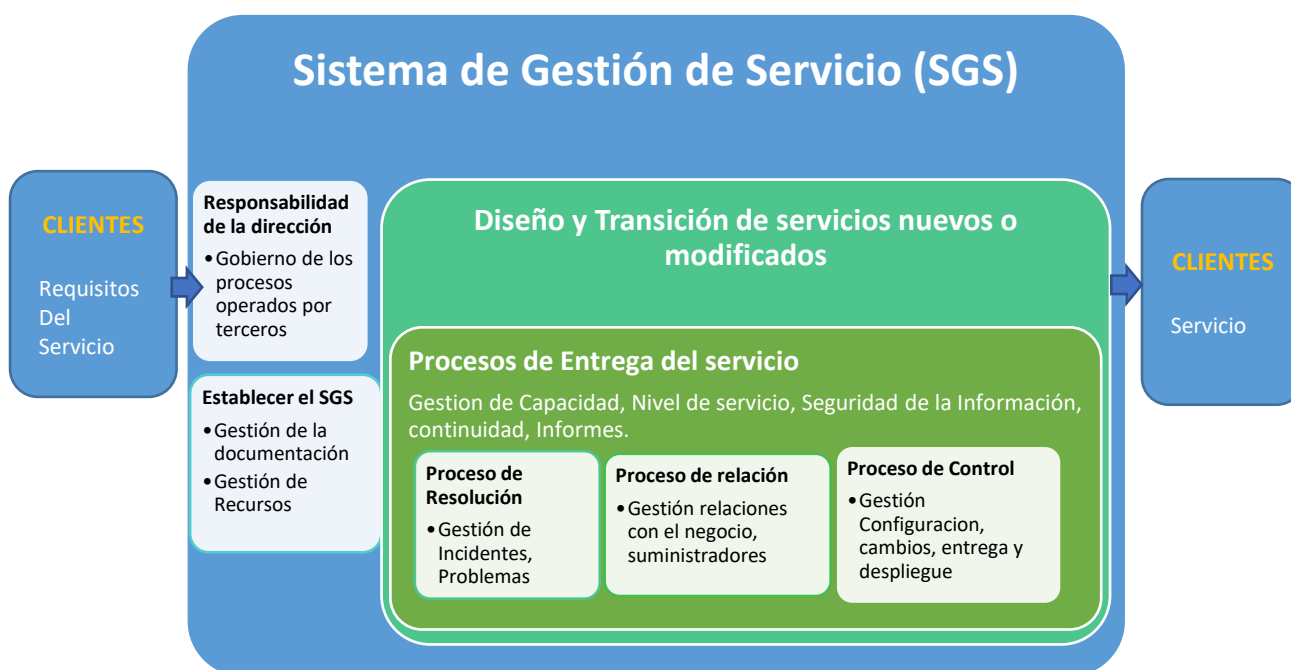 Sistema de Gestión de Servicio (SGS)
CLIENTES
Requisitos
Del
Servicio
Responsabilidad
de la dirección
•Gobierno de los
procesos
operados por
terceros
Establecer el SGS
•Gestión de la
documentación
•Gestión de
Recursos
Diseño y Transición de servicios nuevos o
modificados
Procesos de Entrega del servicio
Gestion de Capacidad, Nivel de servicio, Seguridad de la Información,
continuidad, Informes.
Proceso de
Resolución
•Gestión de
Incidentes,
Problemas
Proceso de relación
•Gestión relaciones
con el negocio,
suministradores
Proceso de Control
•Gestión
Configuracion,
cambios, entrega y
despliegue
CLIENTES
Servicio